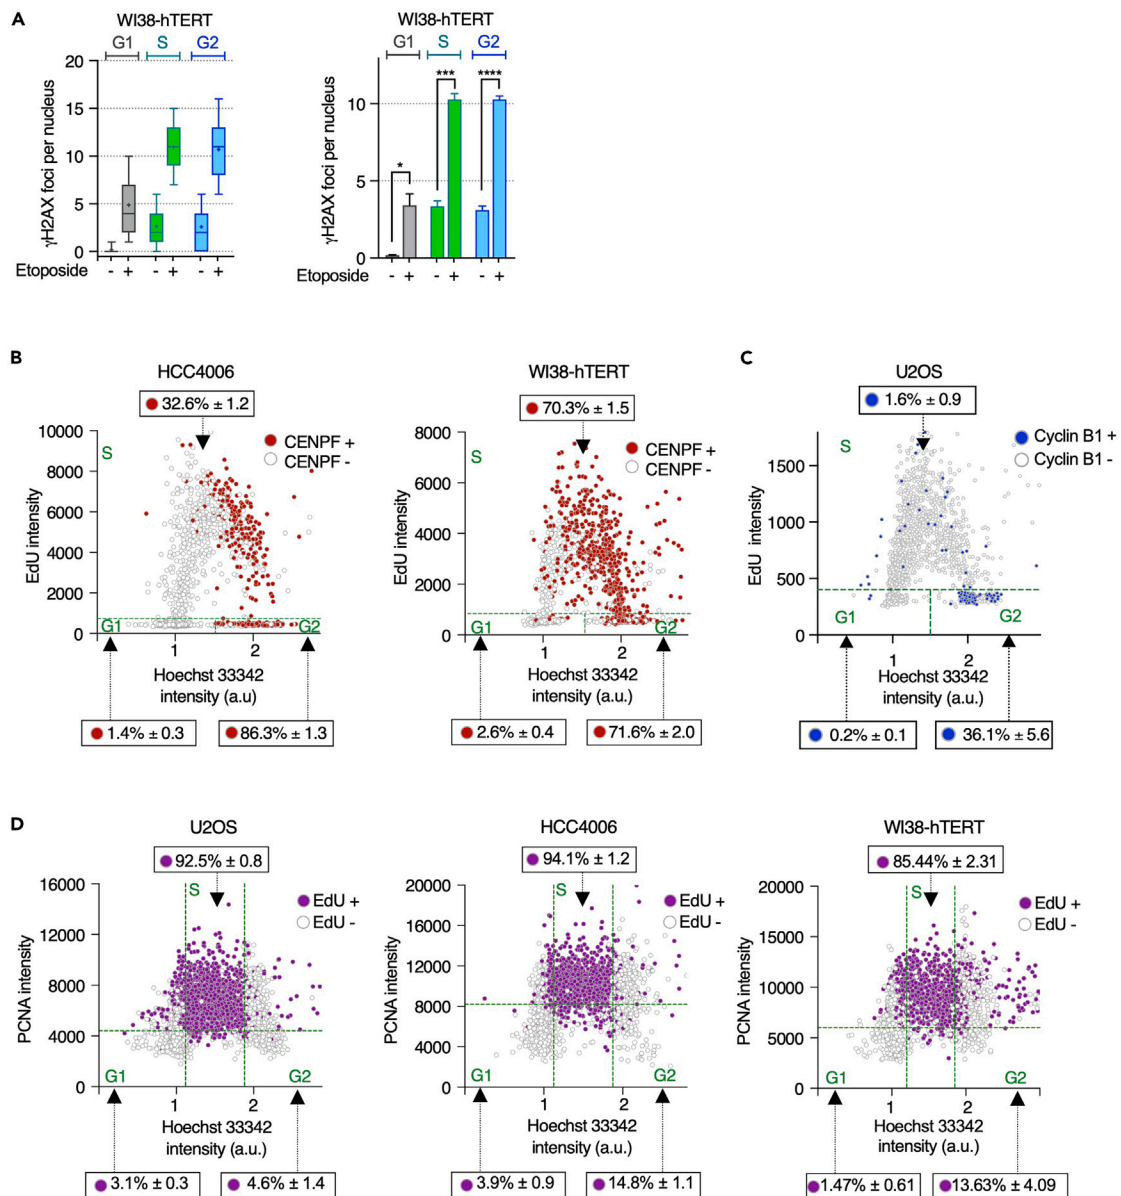 A
WI38-hTERT
G1 S G2
20
15
10
5
0
γH2AX foci per nucleus
Etoposide - + - + - +
WI38-hTERT
G1 S G2
* *** ****
10
5
0
γH2AX foci per nucleus
Etoposide - + - + - +
B
HCC4006
32.6% ± 1.2
10000
8000
6000
4000
2000
0
EdU intensity
S
CENPF +
CENPF -
G1 G2
1 2
Hoechst 33342
intensity (a.u)
1.4% ± 0.3
86.3% ± 1.3
WI38-hTERT
70.3% ± 1.5
8000
6000
4000
2000
0
EdU intensity
S
CENPF +
CENPF -
G1 G2
1 2
Hoechst 33342
intensity (a.u.)
2.6% ± 0.4
71.6% ± 2.0
C
U2OS
1.6% ± 0.9
1500
1000
500
0
EdU intensity
S
Cyclin B1 +
Cyclin B1 -
G1 G2
1 2
Hoechst 33342
intensity (a.u.)
0.2% ± 0.1
36.1% ± 5.6
D
U2OS
92.5% ± 0.8
16000
12000
8000
4000
0
PCNA intensity
S
EdU +
EdU -
G1 G2
1 2
Hoechst 33342
intensity (a.u.)
3.1% ± 0.3
4.6% ± 1.4
HCC4006
94.1% ± 1.2
20000
16000
12000
8000
4000
0
PCNA intensity
S
EdU +
EdU -
G1 G2
1 2
Hoechst 33342
intensity (a.u.)
3.9% ± 0.9
14.8% ± 1.1
WI38-hTERT
85.44% ± 2.31
20000
15000
10000
5000
0
PCNA intensity
S
EdU +
EdU -
G1 G2
1 2
Hoechst 33342
intensity (a.u.)
1.47% ± 0.61
13.63% ± 4.09